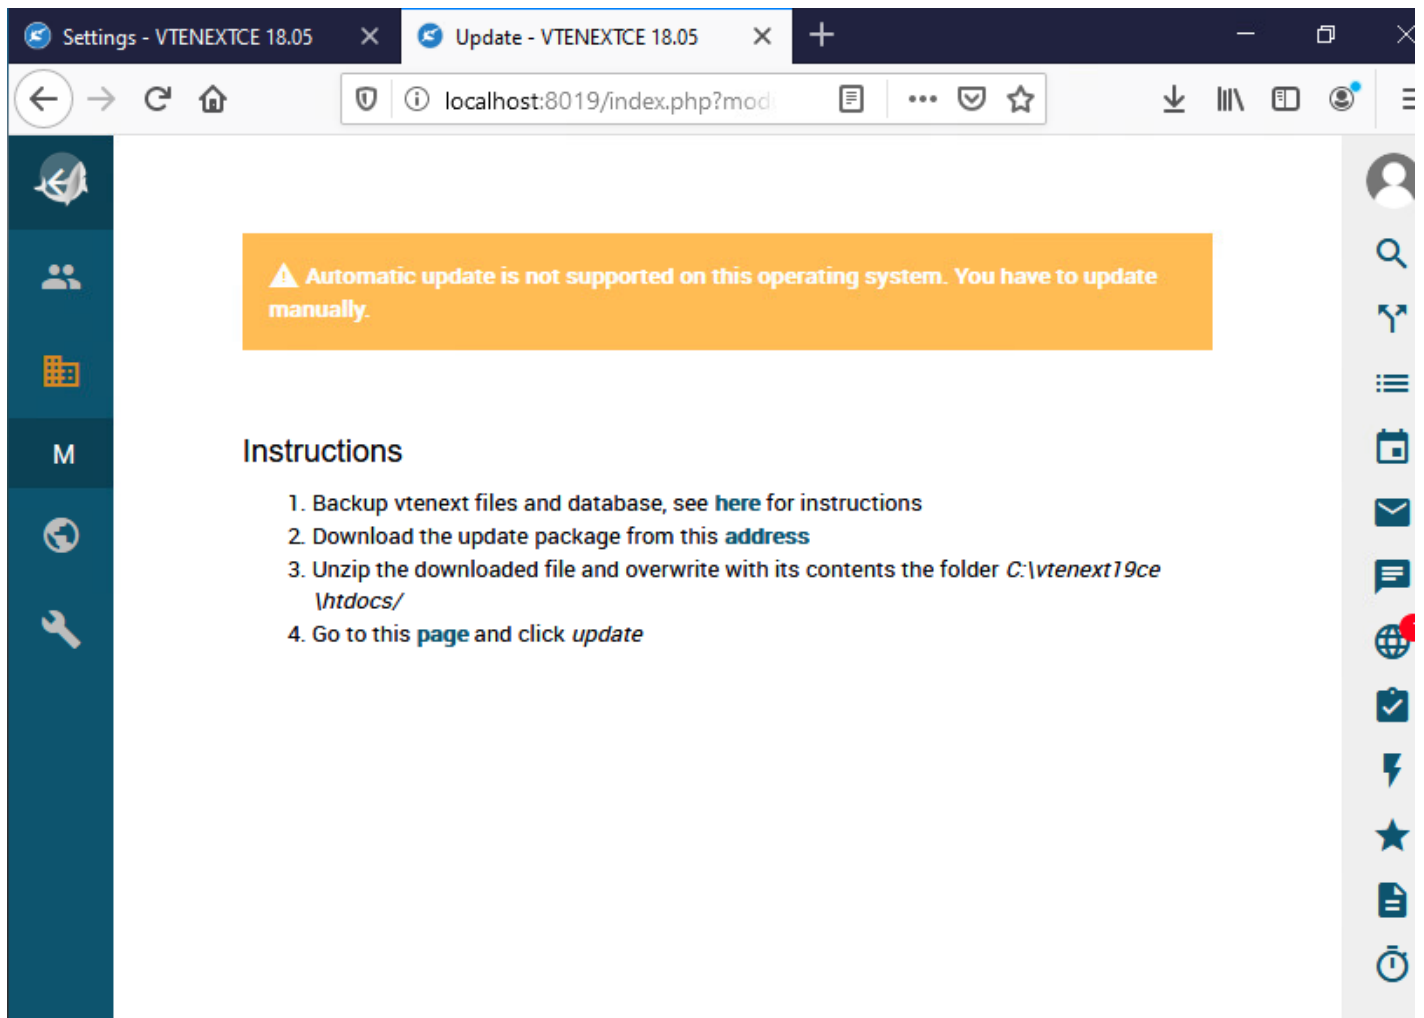 Settings - VTENEXTCE 18.05
Update - VTENEXTCE 18.05
localhost:8019/index.php?mod
Automatic update is not supported on this operating system. You have to update
manually.
M
Instructions
1. Backup vtenext files and database, see here for instructions
2. Download the update package from this address
3. Unzip the downloaded file and overwrite with its contents the folder C:\vtenext19ce
\htdocs/
4. Go to this page and click update